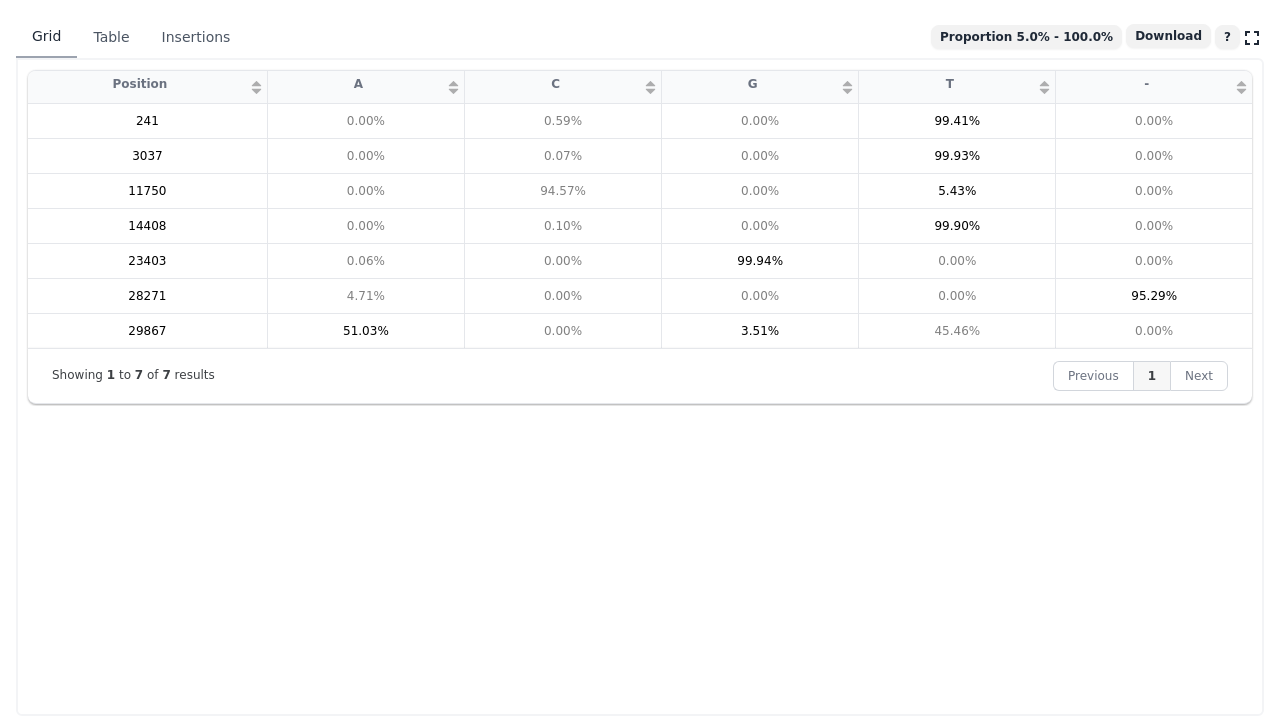 Grid Table Insertions Proportion 5.0% - 100.0% Download ?
Position A C G T -
241 0.00% 0.59% 0.00% 99.41% 0.00%
3037 0.00% 0.07% 0.00% 99.93% 0.00%
11750 0.00% 94.57% 0.00% 5.43% 0.00%
14408 0.00% 0.10% 0.00% 99.90% 0.00%
23403 0.06% 0.00% 99.94% 0.00% 0.00%
28271 4.71% 0.00% 0.00% 0.00% 95.29%
29867 51.03% 0.00% 3.51% 45.46% 0.00%
Showing 1 to 7 of 7 results Previous 1 Next